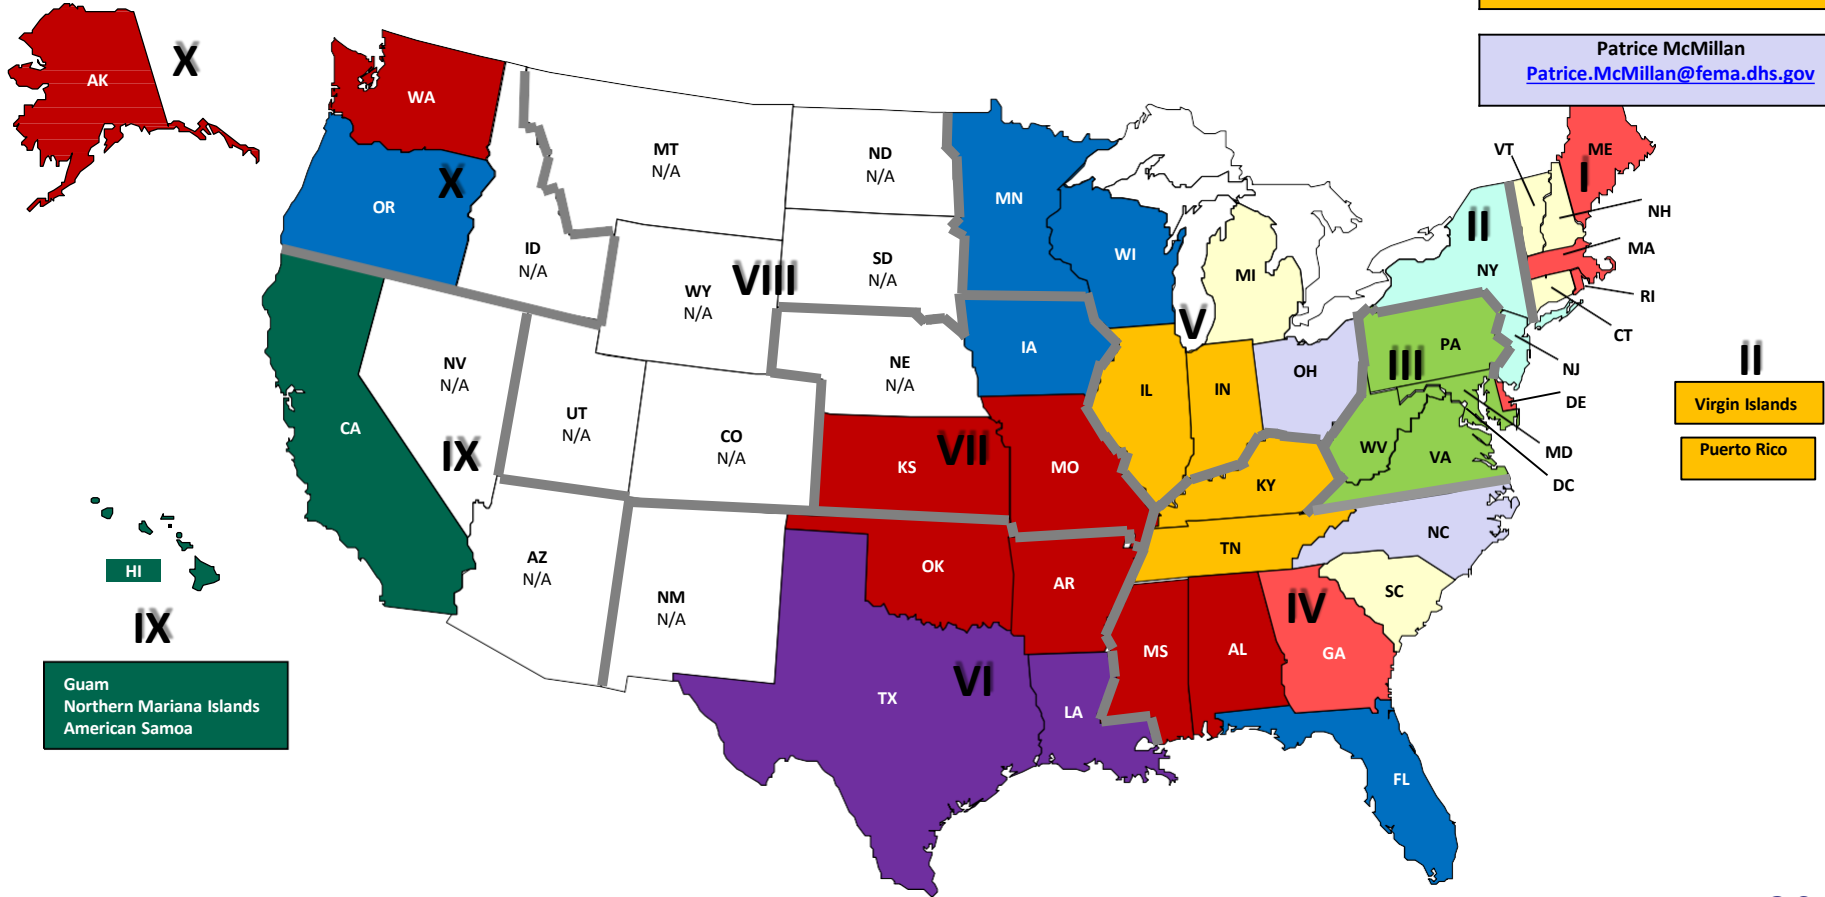 Patrice McMillan
Patrice.McMillan@fema.dhs.gov
AK
X
WA
OR
X
ID
N/A
MT
N/A
ND
N/A
SD
N/A
WY
N/A
VIII
MN
WI
MI
V
VT
ME
I
NH
MA
RI
CT
II
NY
NJ
DE
MD
DC
II
Virgin Islands
Puerto Rico
CA
NV
N/A
IX
UT
N/A
CO
N/A
NE
N/A
IA
IL
IN
OH
PA
III
WV
VA
KS
VII
MO
KY
TN
NC
SC
HI
IX
Guam
Northern Mariana Islands
American Samoa
AZ
N/A
NM
N/A
OK
AR
TX
VI
LA
MS
AL
IV
GA
FL